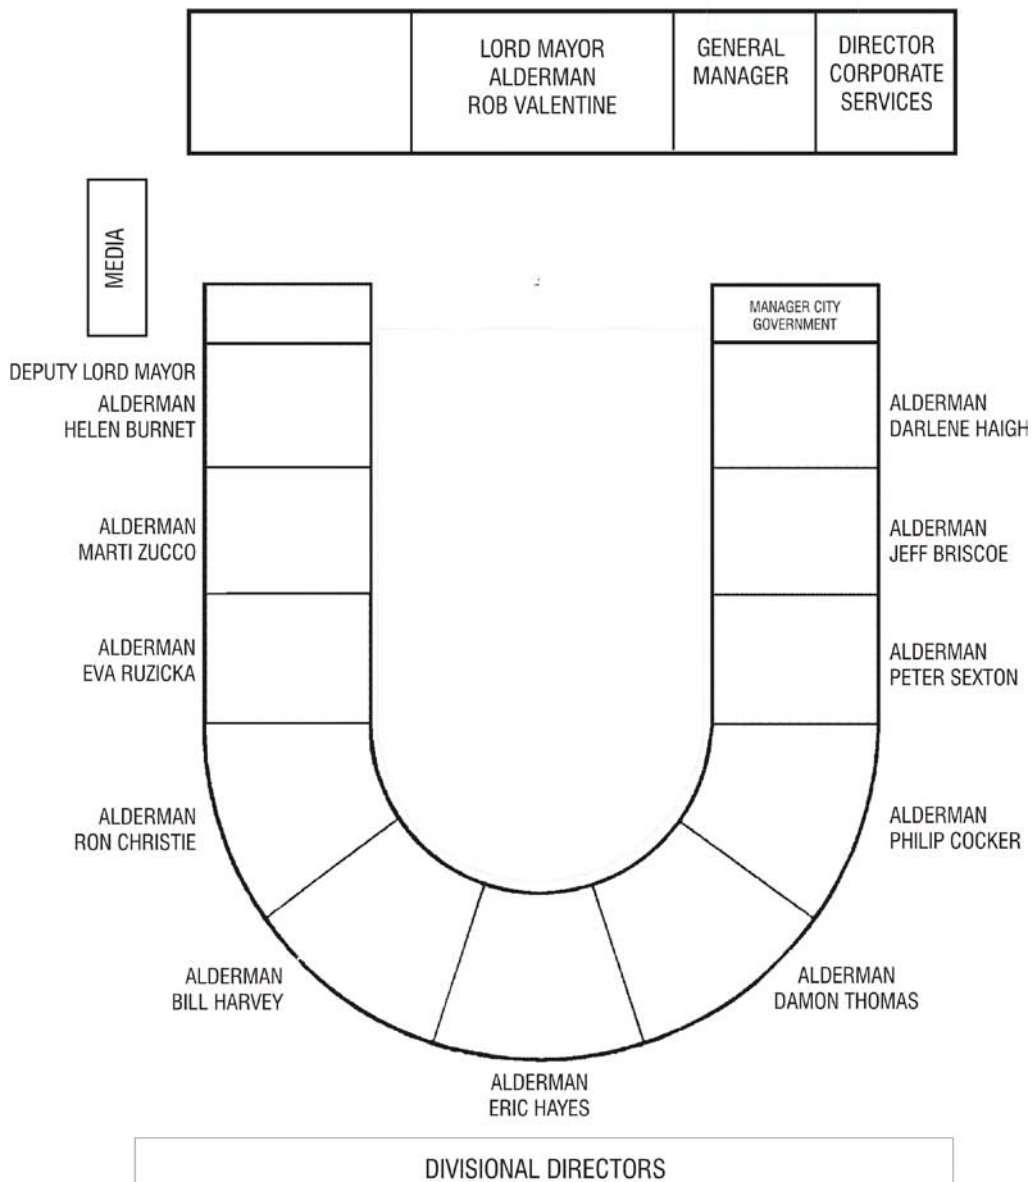 LORD MAYOR
ALDERMAN
ROB VALENTINE
GENERAL
MANAGER
DIRECTOR
CORPORATE
SERVICES
MEDIA
MANAGER CITY
GOVERNMENT
DEPUTY LORD MAYOR
ALDERMAN
HELEN BURNET
ALDERMAN
DARLENE HAIGH
ALDERMAN
MARTI ZUCCO
ALDERMAN
JEFF BRISCOE
ALDERMAN
EVA RUZICKA
ALDERMAN
PETER SEXTON
ALDERMAN
RON CHRISTIE
ALDERMAN
PHILIP COCKER
ALDERMAN
BILL HARVEY
ALDERMAN
DAMON THOMAS
ALDERMAN
ERIC HAYES
DIVISIONAL DIRECTORS